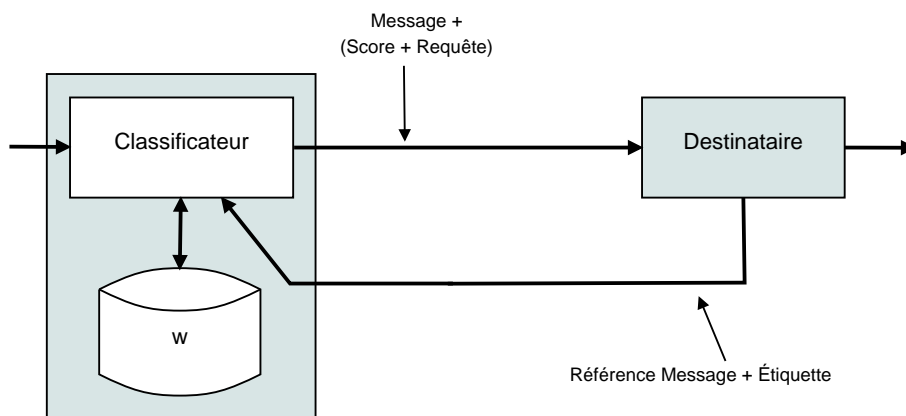 Message +
(Score + Requête)
Classificateur
Destinataire
w
Référence Message + Étiquette